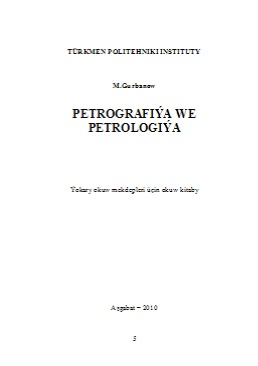 TÜRKMEN POLITEHNIKI INSTITUTY
M.Gurbanow
PETROGRAFIÝA WE
PETROLOGIÝA
Ýokary okuw mekdepleri üçin okuw kitaby
Aşgabat – 2010
5